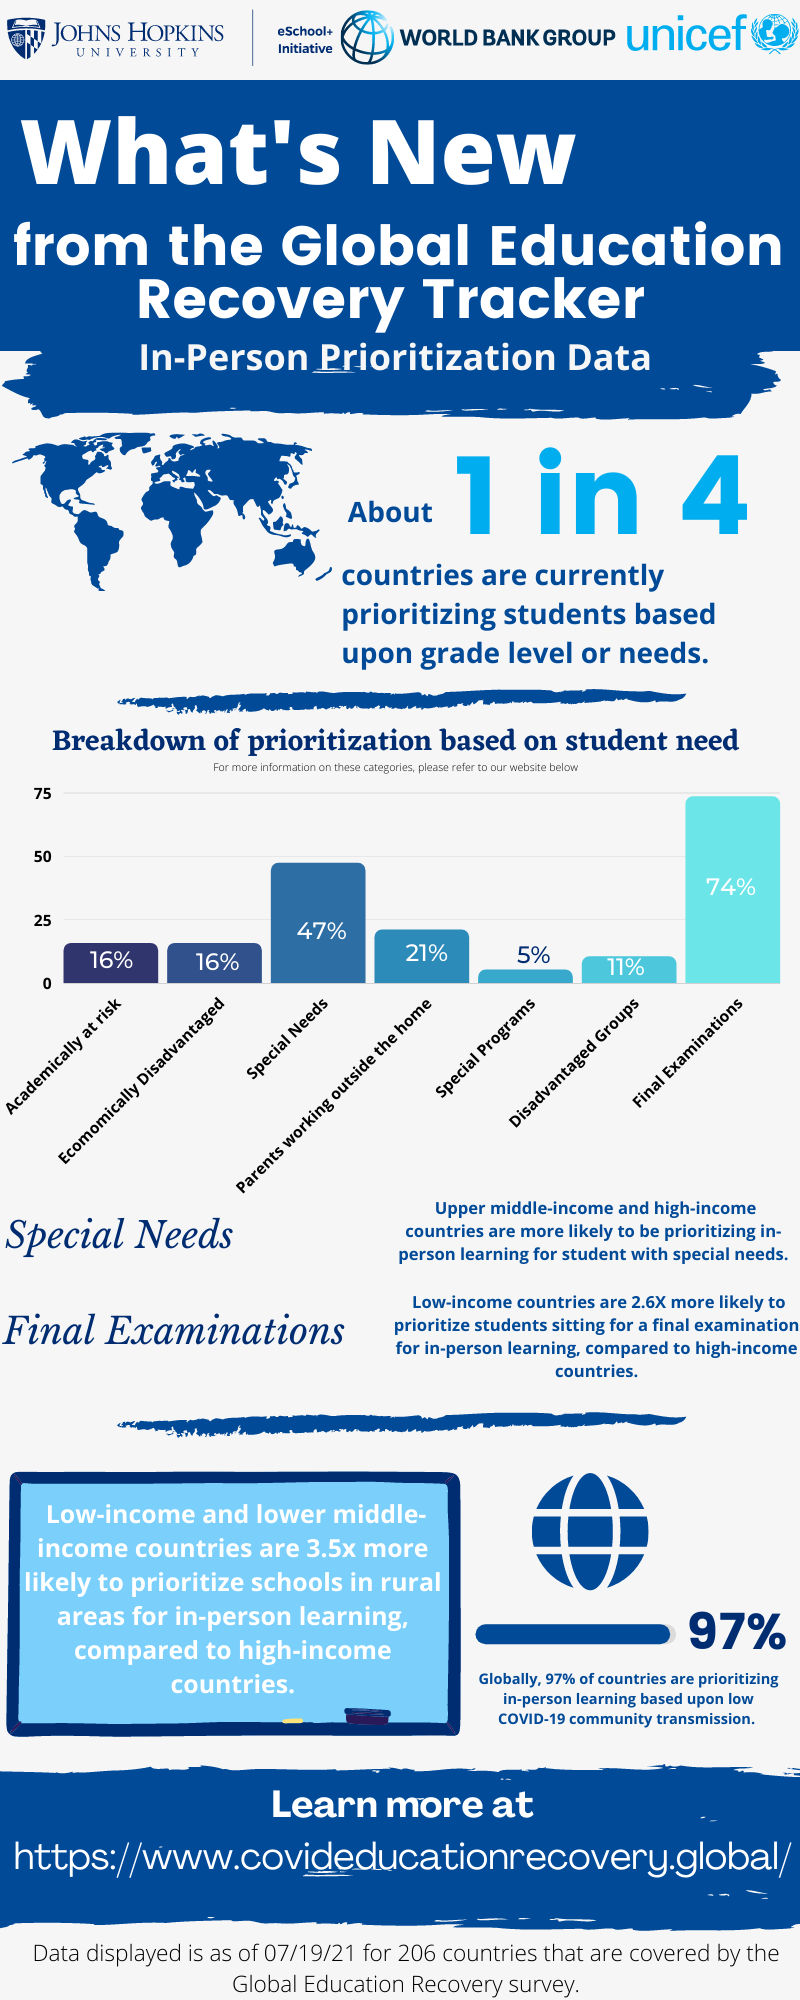 JOHNS HOPKINS
UNIVERSITY
eSchool+
Initiative
WORLD BANK GROUP
unicef
What's New
from the Global Education
Recovery Tracker
In-Person Prioritization Data
About 1 in 4
countries are currently
prioritizing students based
upon grade level or needs.
Breakdown of prioritization based on student need
For more information on these categories, please refer to our website below
75
50
25
0
16%
16%
47%
21%
5%
11%
74%
Academically at risk
Ecomomically Disadvantaged
Special Needs
Parents working outside the home
Special Programs
Disadvantaged Groups
Final Examinations
Special Needs
Upper middle-income and high-income
countries are more likely to be prioritizing in-
person learning for student with special needs.
Final Examinations
Low-income countries are 2.6X more likely to
prioritize students sitting for a final examination
for in-person learning, compared to high-income
countries.
Low-income and lower middle-
income countries are 3.5x more
likely to prioritize schools in rural
areas for in-person learning,
compared to high-income
countries.
97%
Globally, 97% of countries are prioritizing
in-person learning based upon low
COVID-19 community transmission.
Learn more at
https://www.covideducationrecovery.global/
Data displayed is as of 07/19/21 for 206 countries that are covered by the
Global Education Recovery survey.